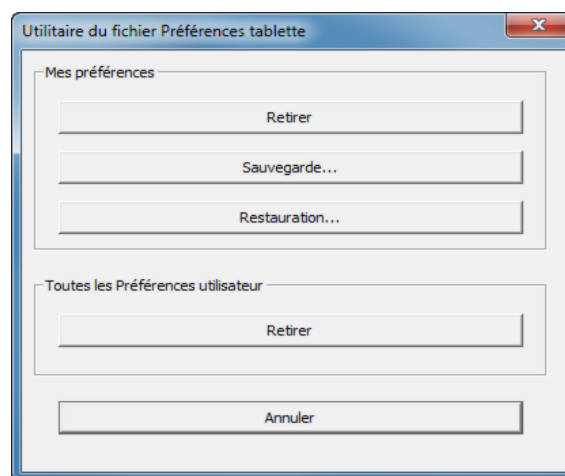 Utilitaire du fichier Préférences tablette
Mes préférences
Retirer
Sauvegarde...
Restauration...
Toutes les Préférences utilisateur
Retirer
Annuler